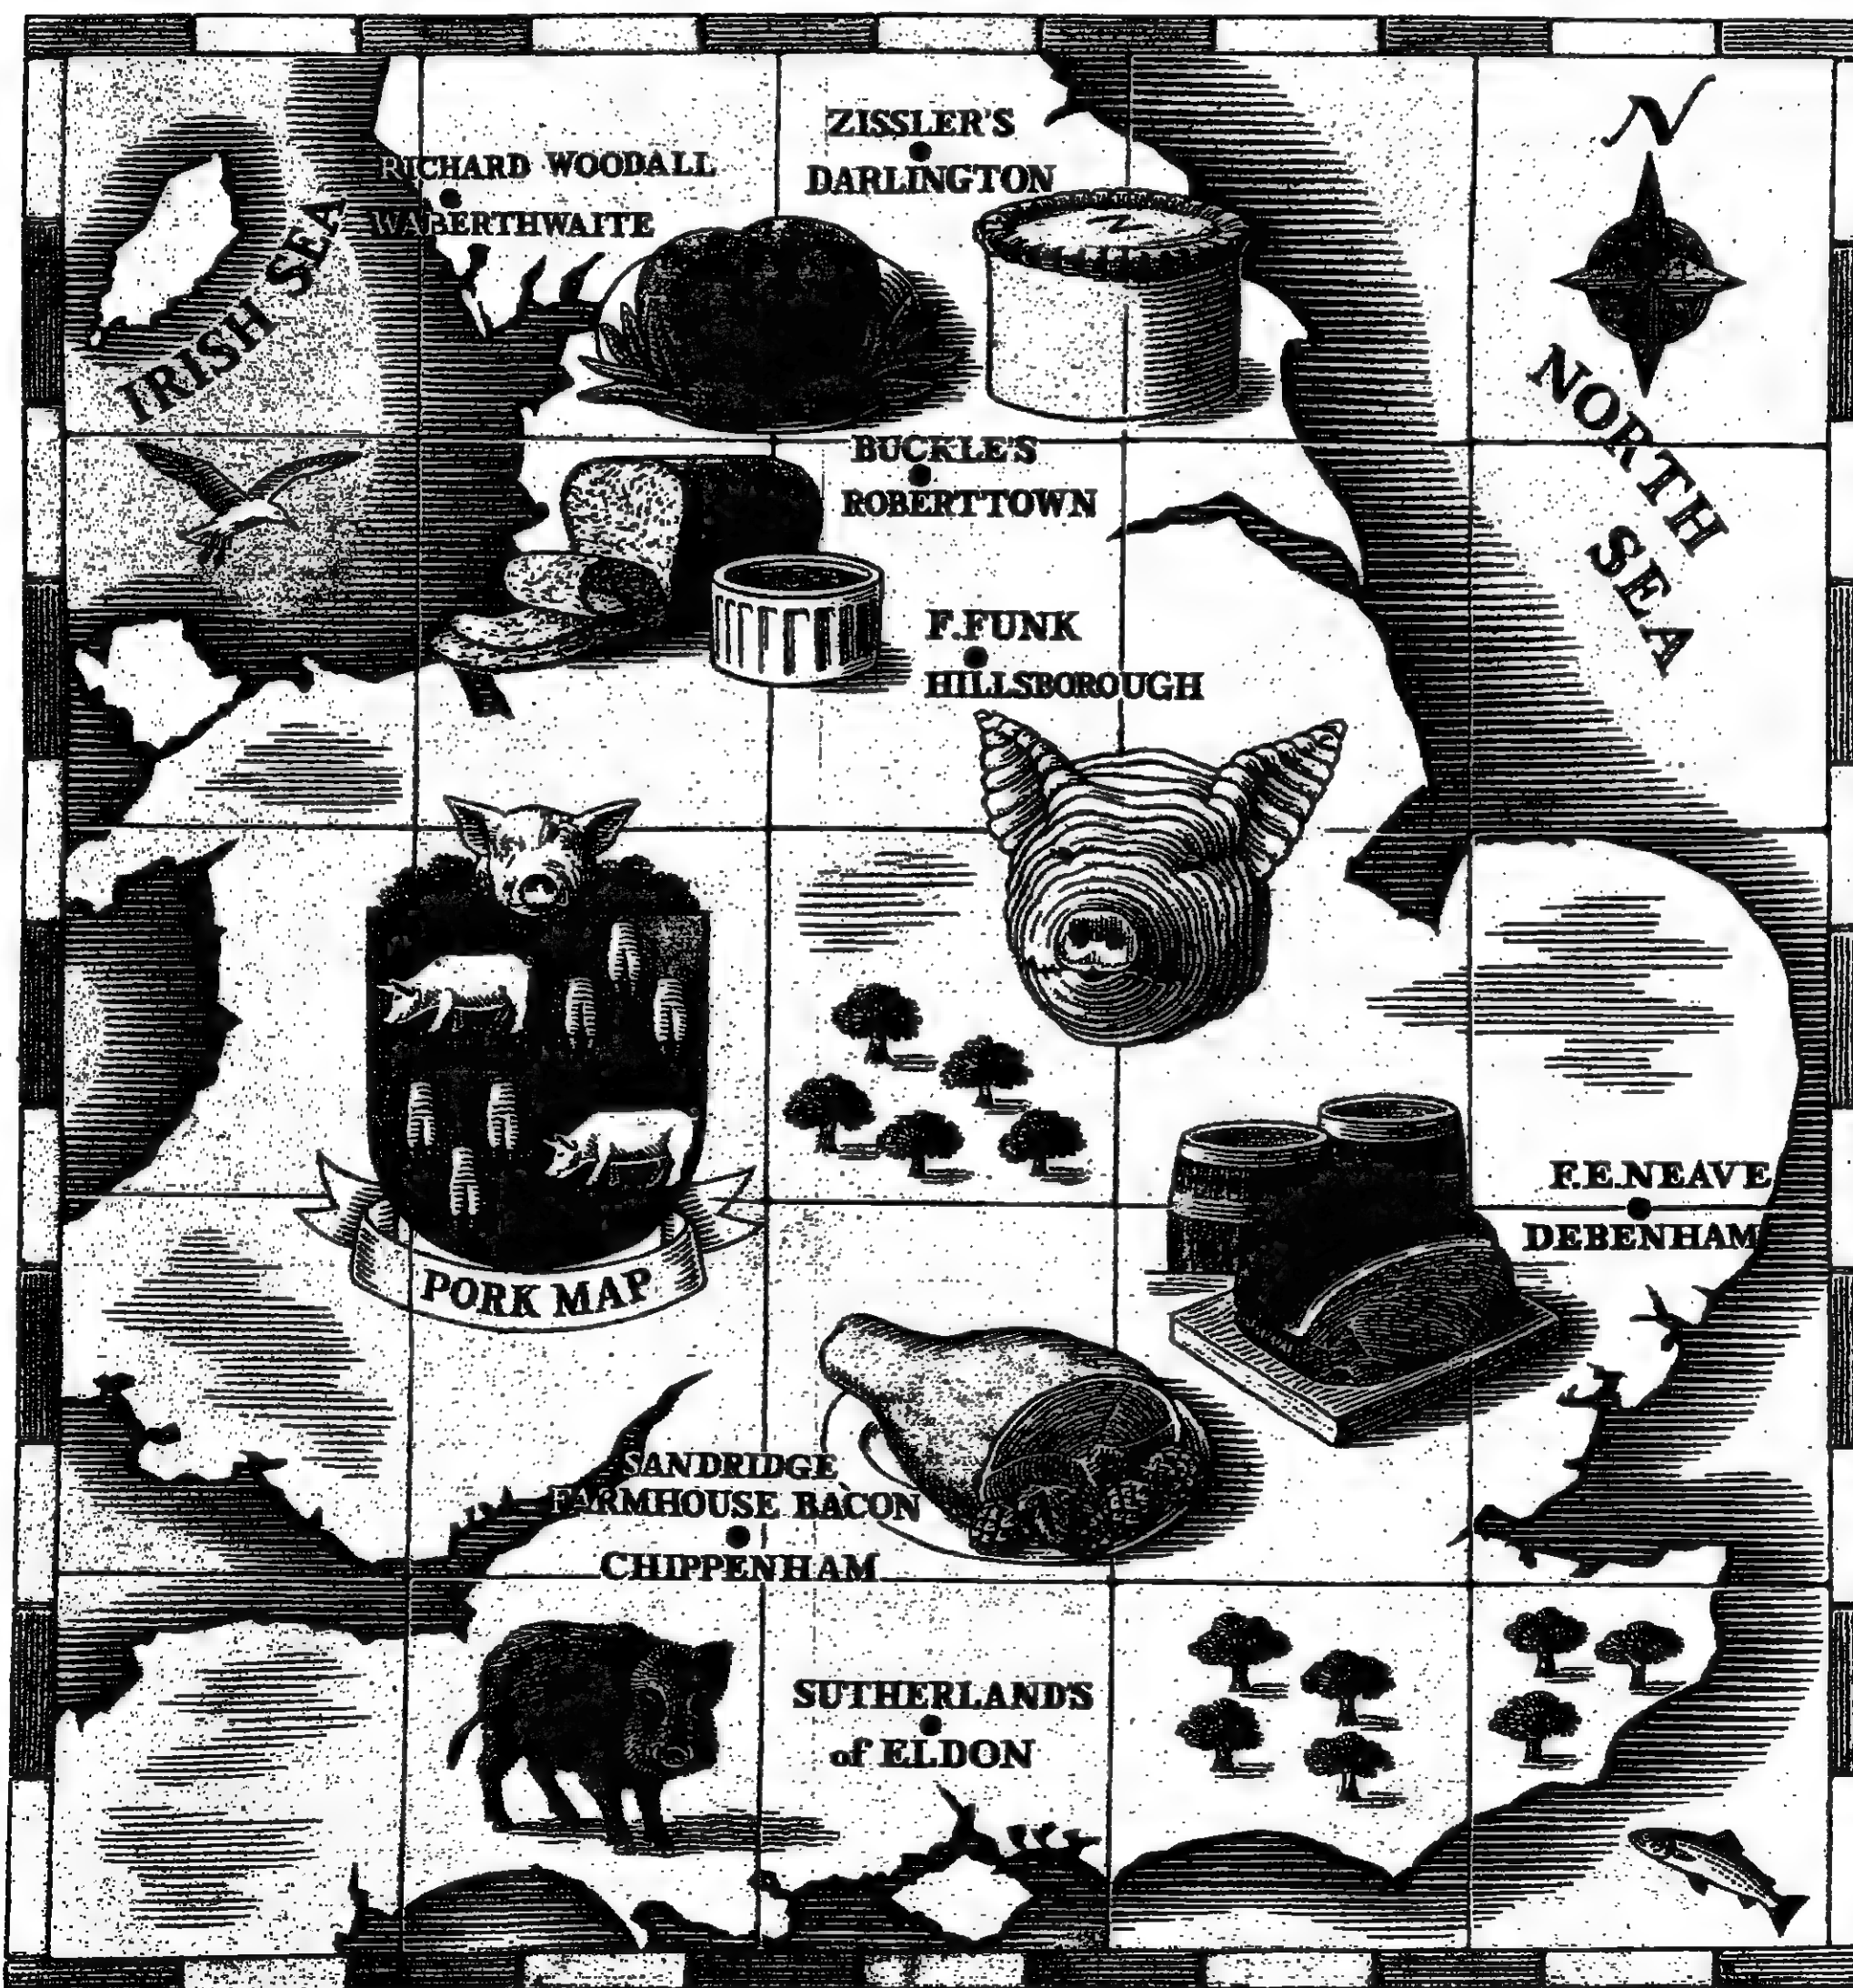 N
ZISSLER'S
DARLINGTON
RICHARD WOODALL
WABERTHWAITE
IRISH SEA
NORTH
SEA
BUCKLE'S
ROBERTTOWN
F.FUNK
HILLSBOROUGH
PORK MAP
F.E.NEAVE
DEBENHAM
SANDRIDGE
FARMHOUSE BACON
CHIPPENHAM
SUTHERLANDS
of ELDON